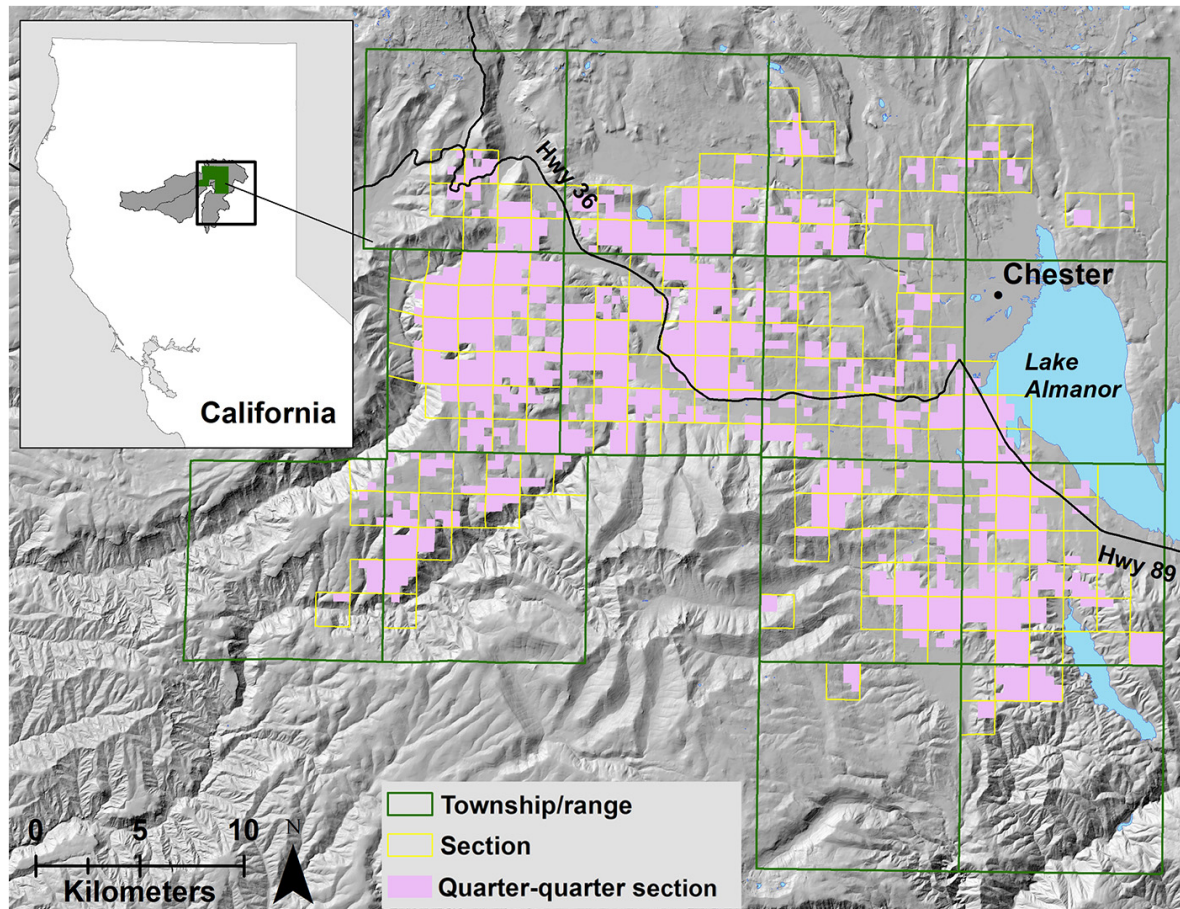 California
Hwy 36
Chester
Lake
Almanor
Hwy 89
Township/range
Section
Quarter-quarter section
0 5 10
Kilometers
N